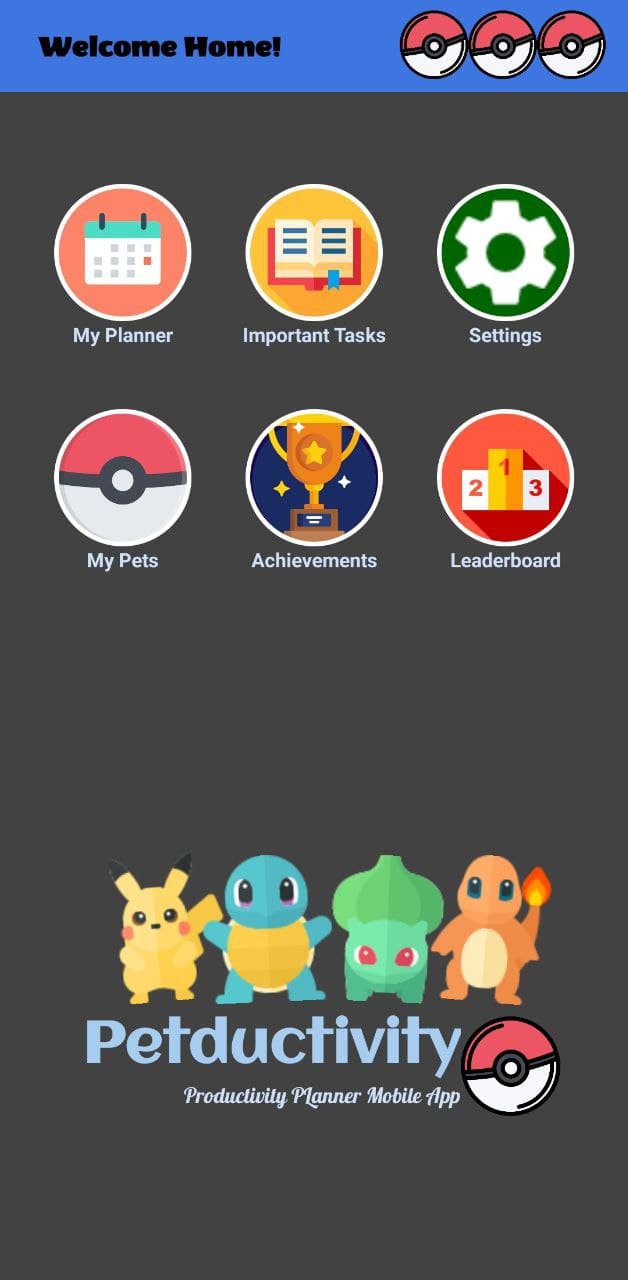 Welcome Home!
My Planner
Important Tasks
Settings
My Pets
Achievements
2 1 3
Leaderboard
Petductivity
Productivity PLanner Mobile App